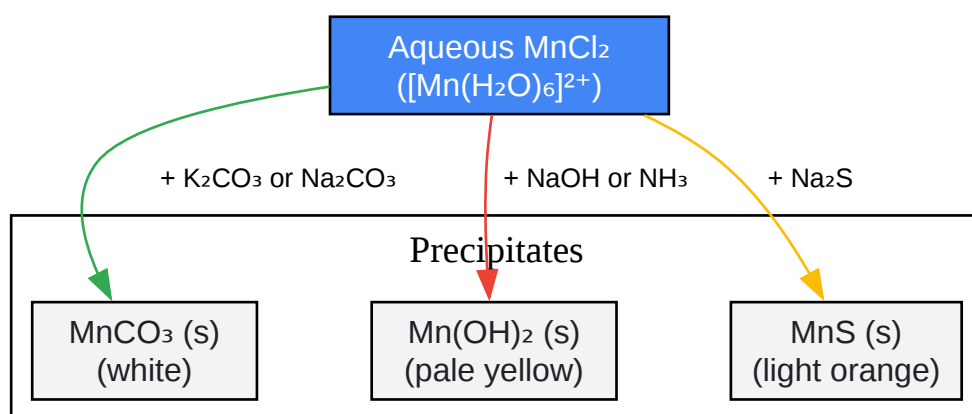 Aqueous MnCl₂
([Mn(H₂O)₆]²⁺)
+ K₂CO₃ or Na₂CO₃
+ NaOH or NH₃
+ Na₂S
Precipitates
MnCO₃ (s)
(white)
Mn(OH)₂ (s)
(pale yellow)
MnS (s)
(light orange)